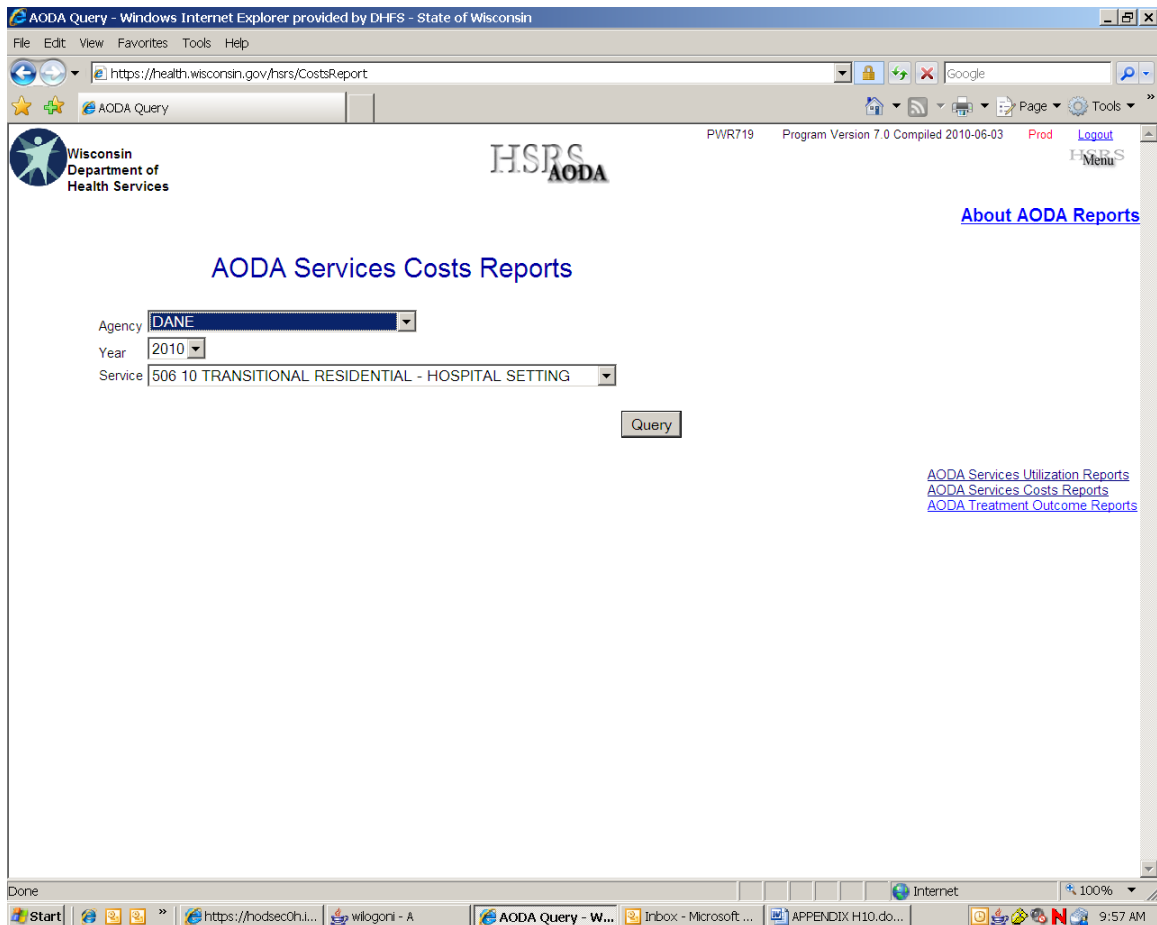 AODA Query - Windows Internet Explorer provided by DHFS - State of Wisconsin
File Edit View Favorites Tools Help
https://health.wisconsin.gov/hsrs/CostsReport
Google
AODA Query
Page Tools »
PWR719 Program Version 7.0 Compiled 2010-06-03 Prod Logout
Wisconsin
Department of
Health Services
HSRS
AODA
HSRS
Menu
About AODA Reports
AODA Services Costs Reports
Agency DANE
Year 2010
Service 506 10 TRANSITIONAL RESIDENTIAL - HOSPITAL SETTING
Query
AODA Services Utilization Reports
AODA Services Costs Reports
AODA Treatment Outcome Reports
Done Internet 100%
Start » https://hodsec0h.i... wilogoni - A AODA Query - W... Inbox - Microsoft ... APPENDIX H10.do... N 9:57 AM